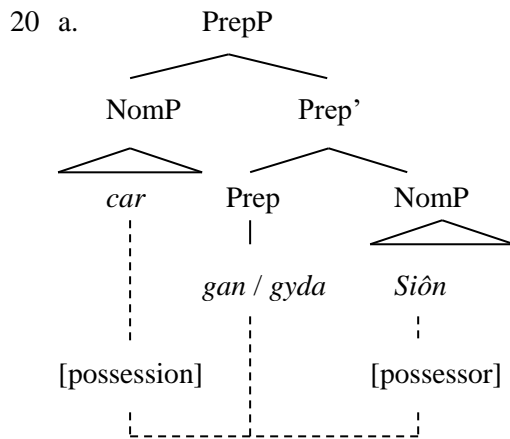 20 a. PrepP
NomP Prep’
car Prep NomP
gan / gyda Siôn
[possession] [possessor]